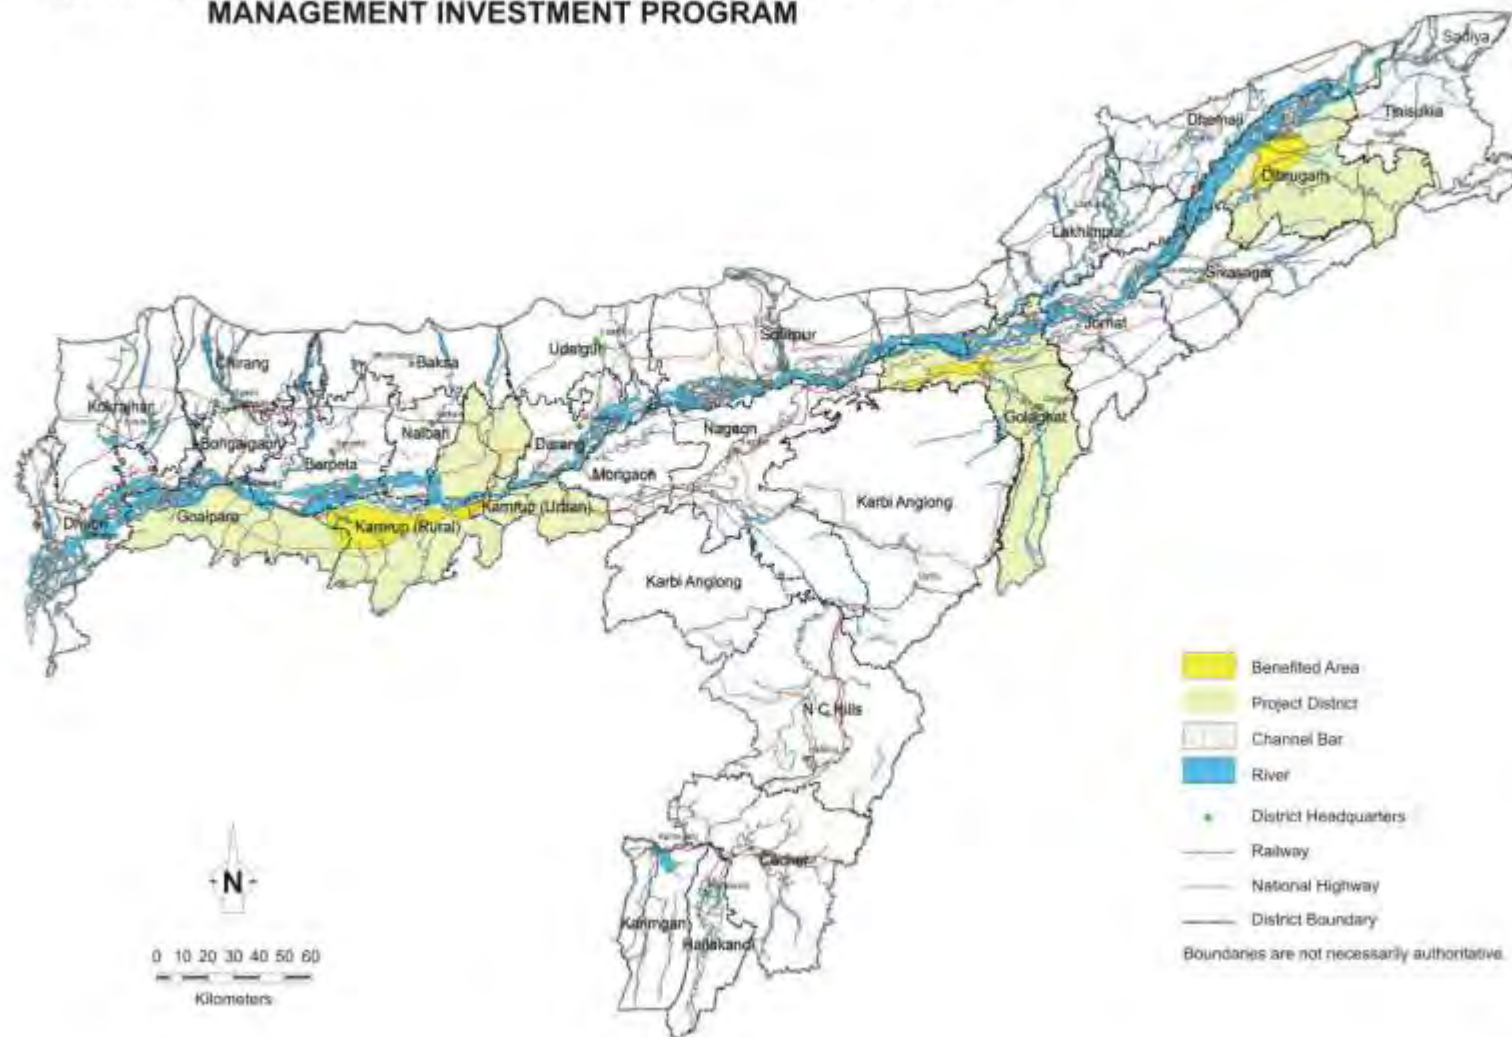 MANAGEMENT INVESTMENT PROGRAM
Sadiya
Tinisukia
Dhemaji
Dibrugarh
Lakhimpur
Sivasagar
Jorhat
Sonitpur
Udalguri
Baksa
Chirang
Kokrajhar
Bongaigaon
Nalbari
Barpeta
Darang
Nagaon
Morigaon
Golaghat
Karbi Anglong
Dhubri
Goalpara
Kamrup (Rural)
Kamrup (Urban)
Karbi Anglong
N C Hills
Cachar
Karimganj
Hailakandi
Benefited Area
Project District
Channel Bar
River
District Headquarters
Railway
National Highway
District Boundary
Boundaries are not necessarily authoritative.
N
0 10 20 30 40 50 60
Kilometers